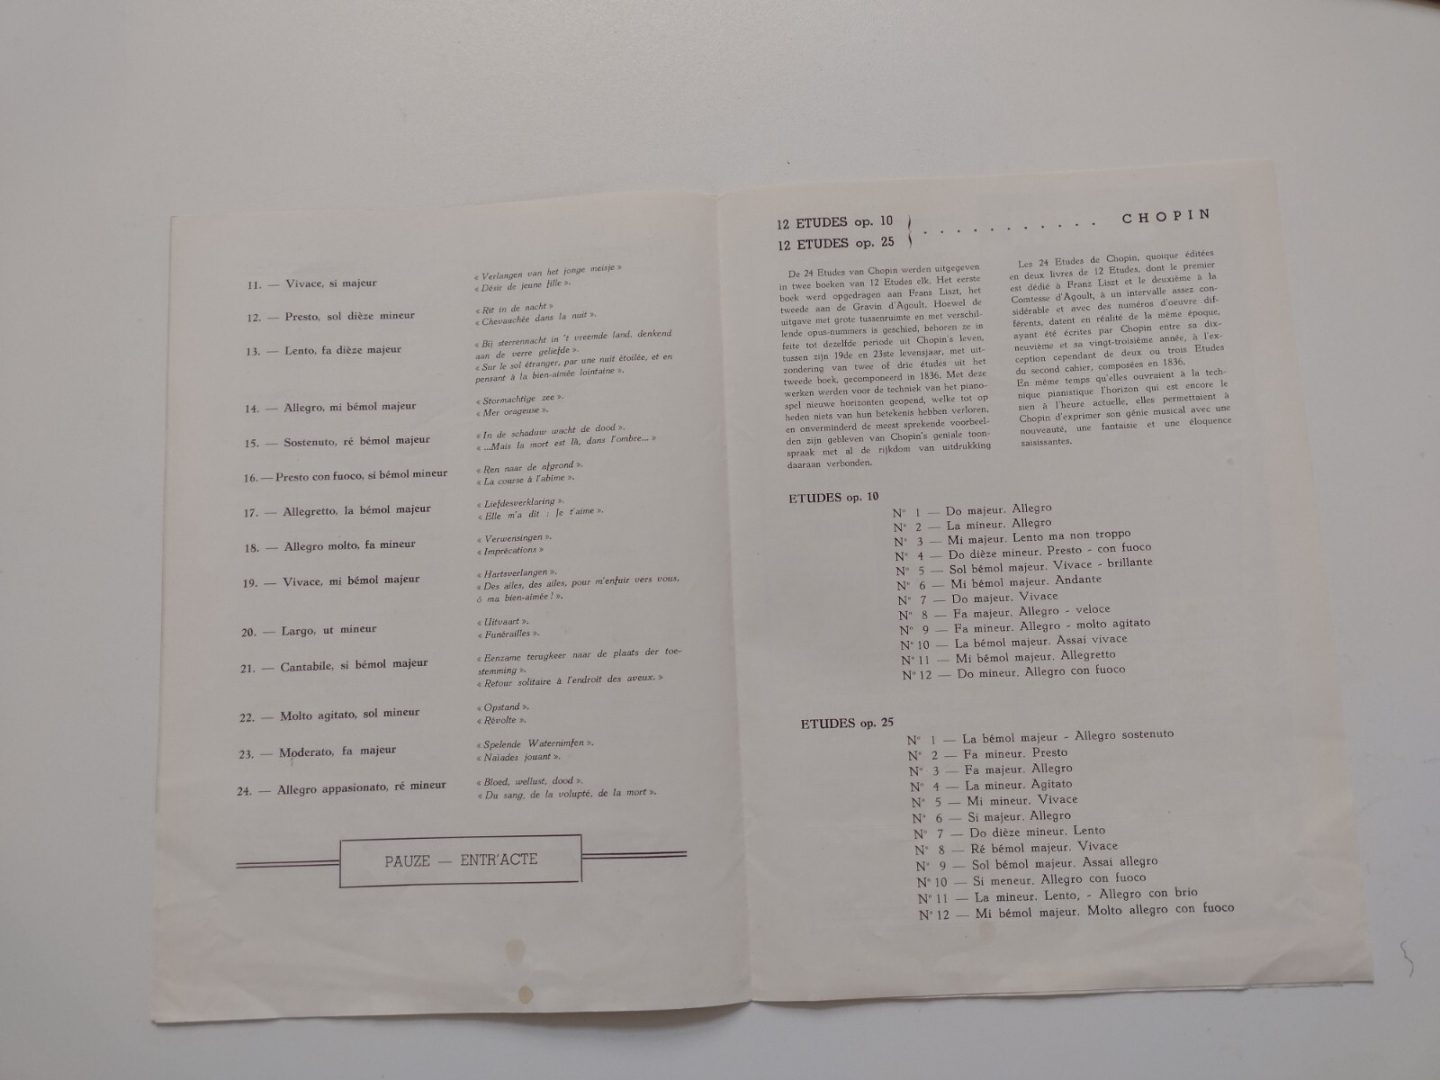 11. — Vivace, si majeur
« Verlangen van het jonge meisje »
« Désir de jeune fille ».
12. — Presto, sol dièze mineur
« Rit in de nacht »
« Chevauchée dans la nuit ».
13. — Lento, fa dièze majeur
« Bij sterrennacht in 't vreemde land, denkend
aan de verre geliefde ».
« Sur le sol étranger, par une nuit étoilée, et en
pensant à la bien-aimée lointaine ».
14. — Allegro, mi bémol majeur
« Stormachtige zee ».
« Mer orageuse ».
15. — Sostenuto, ré bémol majeur
« In de schaduw wacht de dood ».
« ...Mais la mort est là, dans l'ombre... »
16. — Presto con fuoco, si bémol mineur
« Ren naar de afgrond ».
« La course à l'abîme ».
17. — Allegretto, la bémol majeur
« Liefdesverklaring ».
« Elle m'a dit : Je t'aime ».
18. — Allegro molto, fa mineur
« Verwensingen ».
« Imprécations »
19. — Vivace, mi bémol majeur
« Hartsverlangen ».
« Des ailes, des ailes, pour m'enfuir vers vous,
ô ma bien-aimée ! ».
20. — Largo, ut mineur
« Uitvaart ».
« Funérailles ».
21. — Cantabile, si bémol majeur
« Eenzame terugkeer naar de plaats der toe-
stemming ».
« Retour solitaire à l'endroit des aveux. »
22. — Molto agitato, sol mineur
« Opstand ».
« Révolte ».
23. — Moderato, fa majeur
« Spelende Waternimfen ».
« Naïades jouant ».
24. — Allegro appasionato, ré mineur
« Bloed, wellust, dood ».
« Du sang, de la volupté, de la mort ».
PAUZE — ENTR'ACTE
12 ETUDES op. 10
12 ETUDES op. 25
. . . . . . . . . . . CHOPIN
De 24 Etudes van Chopin werden uitgegeven
in twee boeken van 12 Etudes elk. Het eerste
boek werd opgedragen aan Frans Liszt, het
tweede aan de Gravin d'Agoult. Hoewel de
uitgave met grote tussenruimte en met verschil-
lende opus-nummers is geschied, behoren ze in
feite tot dezelfde periode uit Chopin's leven,
tussen zijn 19de en 23ste levensjaar, met uit-
zondering van twee of drie études uit het
tweede boek, gecomponeerd in 1836. Met deze
werken werden voor de techniek van het piano-
spel nieuwe horizonten geopend, welke tot op
heden niets van hun betekenis hebben verloren,
en onverminderd de meest sprekende voorbeel-
den zijn gebleven van Chopin's geniale toon-
spraak met al de rijkdom van uitdrukking
daaraan verbonden.
Les 24 Etudes de Chopin, quoique éditées
en deux livres de 12 Etudes, dont le premier
est dédié à Franz Liszt et le deuxième à la
Comtesse d'Agoult, à un intervalle assez con-
sidérable et avec des numéros d'oeuvre dif-
férents, datent en réalité de la même époque,
ayant été écrites par Chopin entre sa dix-
neuvième et sa vingt-troisième année, à l'ex-
ception cependant de deux ou trois Etudes
du second cahier, composées en 1836.
En même temps qu'elles ouvraient à la tech-
nique pianistique l'horizon qui est encore le
sien à l'heure actuelle, elles permettaient à
Chopin d'exprimer son génie musical avec une
nouveauté, une fantaisie et une éloquence
saisissantes.
ETUDES op. 10
N° 1 — Do majeur. Allegro
N° 2 — La mineur. Allegro
N° 3 — Mi majeur. Lento ma non troppo
N° 4 — Do dièze mineur. Presto - con fuoco
N° 5 — Sol bémol majeur. Vivace - brillante
N° 6 — Mi bémol majeur. Andante
N° 7 — Do majeur. Vivace
N° 8 — Fa majeur. Allegro - veloce
N° 9 — Fa mineur. Allegro - molto agitato
N° 10 — La bémol majeur. Assai vivace
N° 11 — Mi bémol majeur. Allegretto
N° 12 — Do mineur. Allegro con fuoco
ETUDES op. 25
N° 1 — La bémol majeur - Allegro sostenuto
N° 2 — Fa mineur. Presto
N° 3 — Fa majeur. Allegro
N° 4 — La mineur. Agitato
N° 5 — Mi mineur. Vivace
N° 6 — Si majeur. Allegro
N° 7 — Do dièze mineur. Lento
N° 8 — Ré bémol majeur. Vivace
N° 9 — Sol bémol majeur. Assai allegro
N° 10 — Si meneur. Allegro con fuoco
N° 11 — La mineur. Lento, - Allegro con brio
N° 12 — Mi bémol majeur. Molto allegro con fuoco